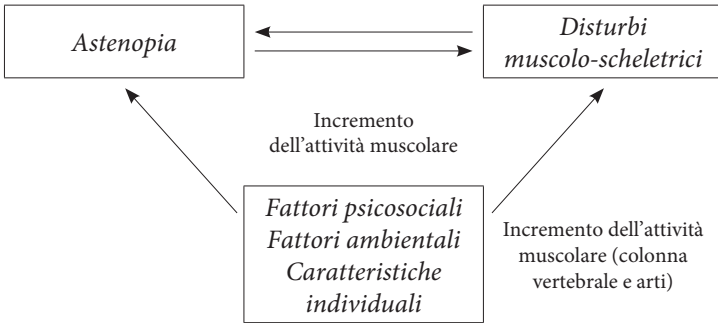 Astenopia
Disturbi
muscolo-scheletrici
Incremento
dell'attività muscolare
Fattori psicosociali
Fattori ambientali
Caratteristiche
individuali
Incremento dell'attività
muscolare (colonna
vertebrale e arti)